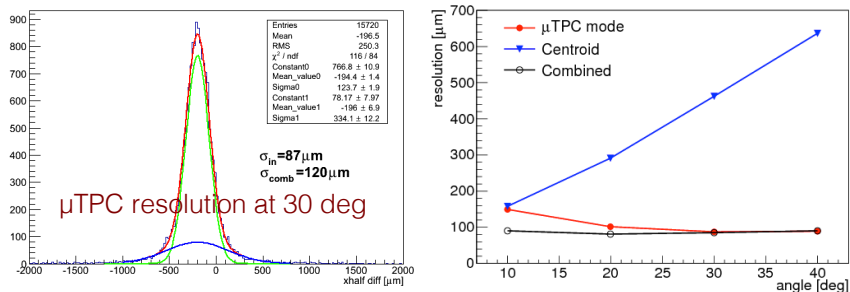 900
800
700
600
500
400
300
200
100
0
-2000 -1500 -1000 -500 0 500 1000 1500 2000
xhalf diff [μm]
Entries 15720
Mean -196.5
RMS 250.3
χ² / ndf 116 / 84
Constant0 766.8 ± 10.9
Mean_value0 -194.4 ± 1.4
Sigma0 123.7 ± 1.9
Constant1 78.17 ± 7.97
Mean_value1 -196 ± 6.9
Sigma1 334.1 ± 12.2
σin=87μm
σcomb=120μm
μTPC resolution at 30 deg
resolution [μm]
700
600
500
400
300
200
100
0
μTPC mode
Centroid
Combined
10 15 20 25 30 35 40
angle [deg]